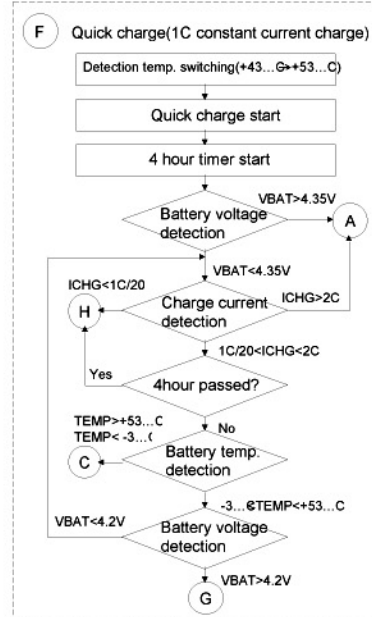 F Quick charge(1C constant current charge)
Detection temp. switching(+43...G→+53...C)
Quick charge start
4 hour timer start
VBAT>4.35V
Battery voltage
detection
A
VBAT<4.35V
ICHG<1C/20
H
Charge current
detection
ICHG>2C
1C/20<ICHG<2C
Yes
4hour passed?
TEMP>+53...C
TEMP< -3...(
No
C
Battery temp.
detection
-3...CTEMP<+53...C
VBAT<4.2V
Battery voltage
detection
VBAT>4.2V
G